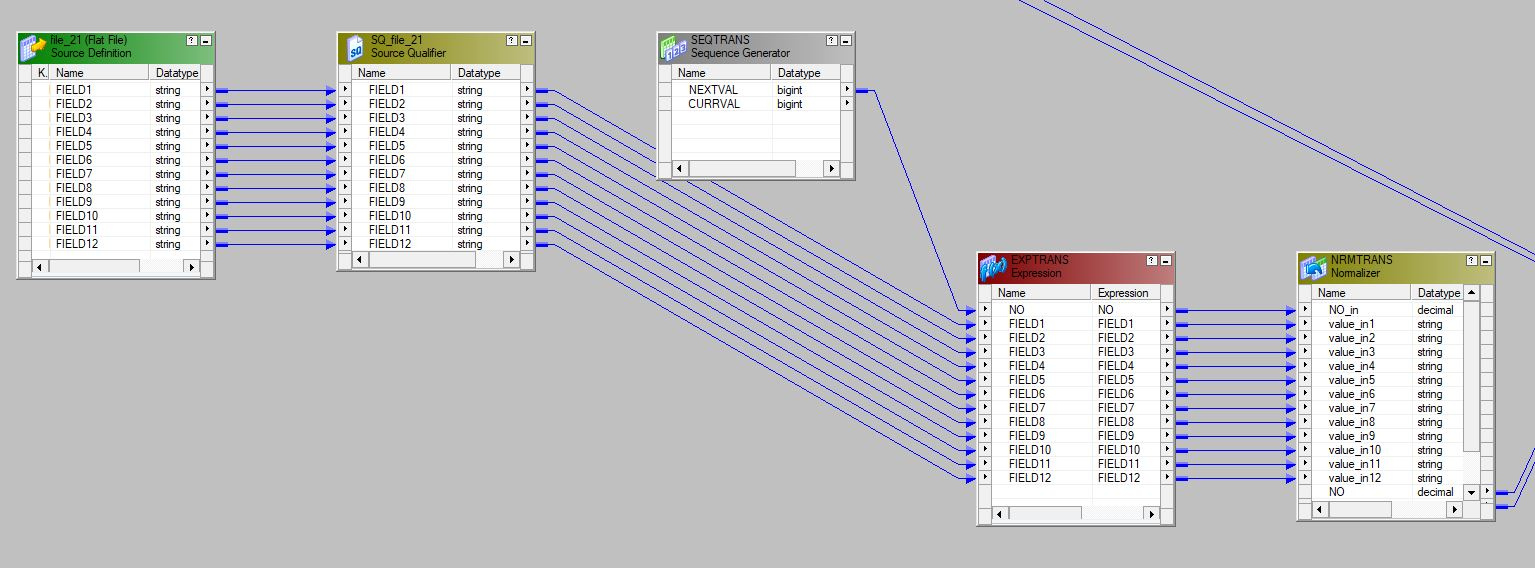 file_21 (Flat File)
Source Definition
K. Name Datatype
FIELD1 string
FIELD2 string
FIELD3 string
FIELD4 string
FIELD5 string
FIELD6 string
FIELD7 string
FIELD8 string
FIELD9 string
FIELD10 string
FIELD11 string
FIELD12 string
SQ_file_21
Source Qualifier
Name Datatype
FIELD1 string
FIELD2 string
FIELD3 string
FIELD4 string
FIELD5 string
FIELD6 string
FIELD7 string
FIELD8 string
FIELD9 string
FIELD10 string
FIELD11 string
FIELD12 string
SEQTRANS
Sequence Generator
Name Datatype
NEXTVAL bigint
CURRVAL bigint
EXPTRANS
Expression
Name Expression
NO NO
FIELD1 FIELD1
FIELD2 FIELD2
FIELD3 FIELD3
FIELD4 FIELD4
FIELD5 FIELD5
FIELD6 FIELD6
FIELD7 FIELD7
FIELD8 FIELD8
FIELD9 FIELD9
FIELD10 FIELD10
FIELD11 FIELD11
FIELD12 FIELD12
NRMTRANS
Normalizer
Name Datatype
NO_in decimal
value_in1 string
value_in2 string
value_in3 string
value_in4 string
value_in5 string
value_in6 string
value_in7 string
value_in8 string
value_in9 string
value_in10 string
value_in11 string
value_in12 string
NO decimal